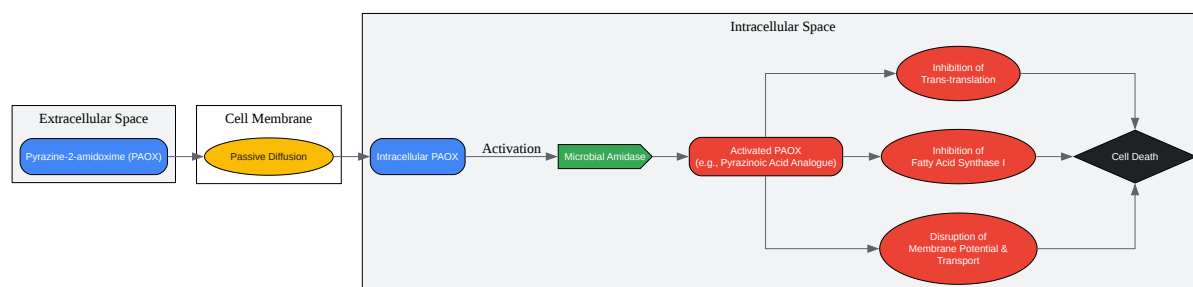 Extracellular Space
Pyrazine-2-amidoxime (PAOX)
Cell Membrane
Passive Diffusion
Intracellular Space
Intracellular PAOX
Activation
Microbial Amidase
Activated PAOX
(e.g., Pyrazinoic Acid Analogue)
Inhibition of
Trans-translation
Inhibition of
Fatty Acid Synthase I
Disruption of
Membrane Potential &
Transport
Cell Death